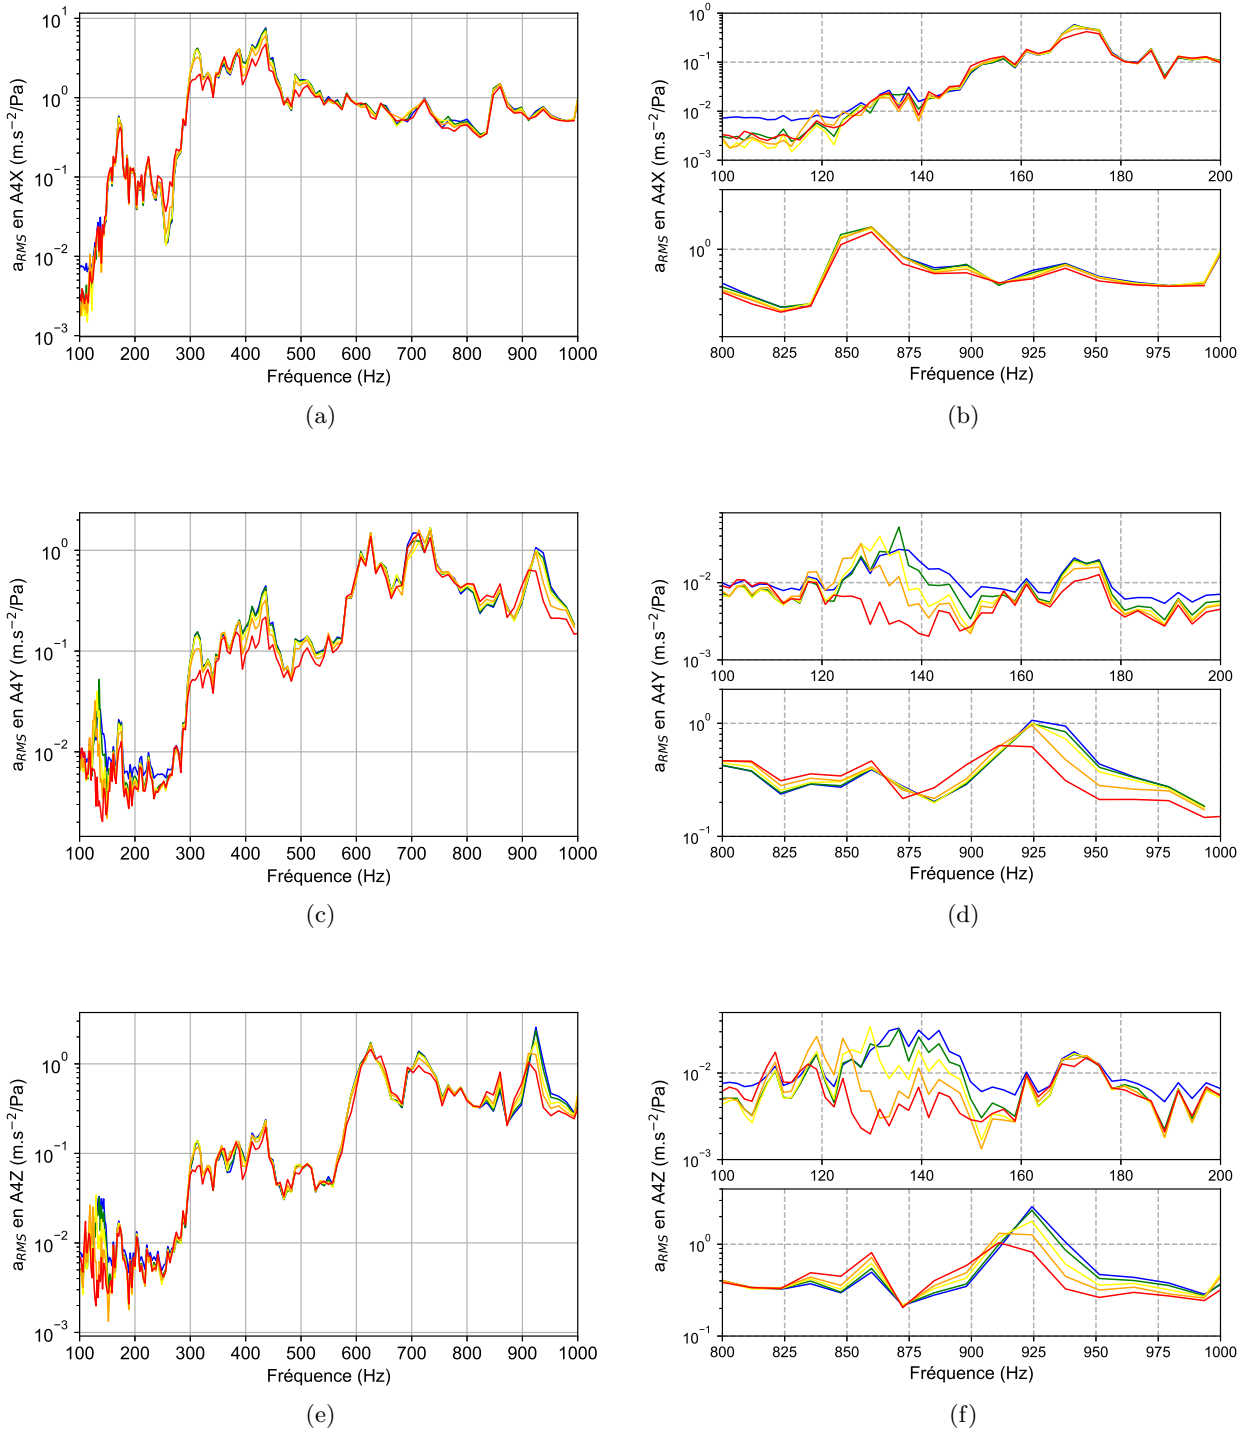 a_RMS en A4X (m.s⁻²/Pa)
10¹
10⁰
10⁻¹
10⁻²
10⁻³
100 200 300 400 500 600 700 800 900 1000
Fréquence (Hz)
(a)
a_RMS en A4X (m.s⁻²/Pa)
10⁰
10⁻¹
10⁻²
10⁻³
100 120 140 160 180 200
10⁰
800 825 850 875 900 925 950 975 1000
Fréquence (Hz)
(b)
a_RMS en A4Y (m.s⁻²/Pa)
10⁰
10⁻¹
10⁻²
100 200 300 400 500 600 700 800 900 1000
Fréquence (Hz)
(c)
a_RMS en A4Y (m.s⁻²/Pa)
10⁻²
10⁻³
100 120 140 160 180 200
10⁰
10⁻¹
800 825 850 875 900 925 950 975 1000
Fréquence (Hz)
(d)
a_RMS en A4Z (m.s⁻²/Pa)
10⁰
10⁻¹
10⁻²
10⁻³
100 200 300 400 500 600 700 800 900 1000
Fréquence (Hz)
(e)
a_RMS en A4Z (m.s⁻²/Pa)
10⁻²
10⁻³
100 120 140 160 180 200
10⁰
10⁻¹
800 825 850 875 900 925 950 975 1000
Fréquence (Hz)
(f)